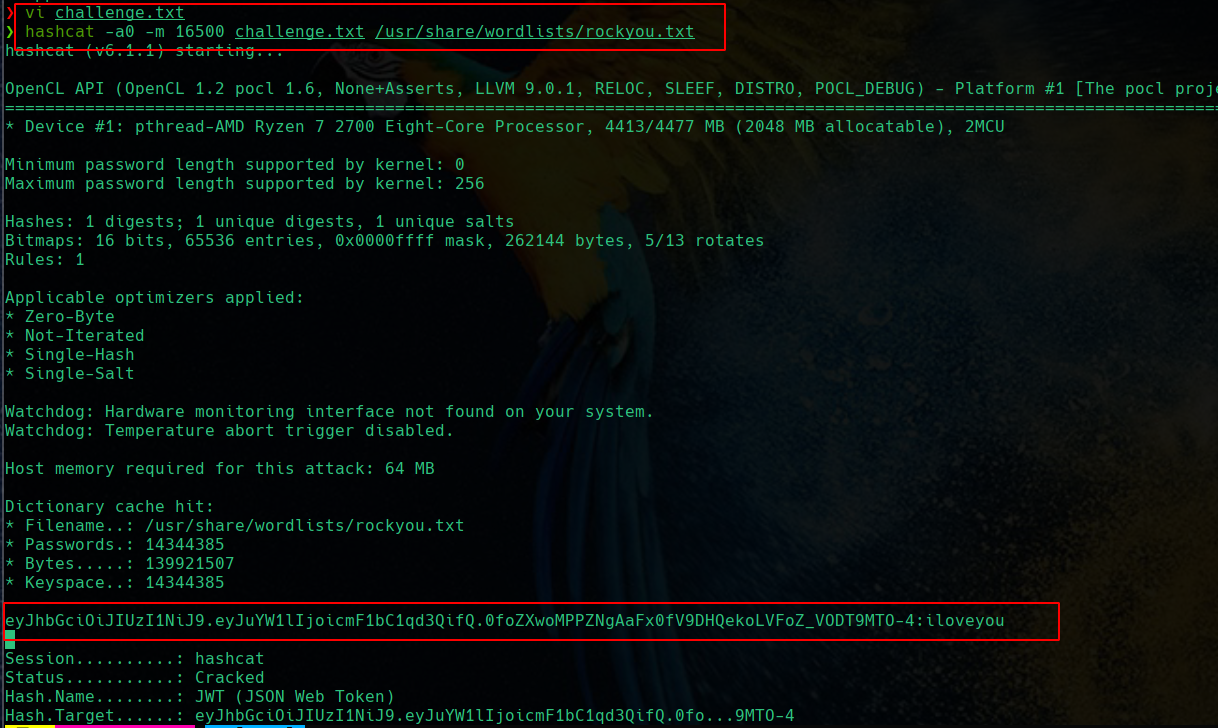 ❯ vi challenge.txt
❯ hashcat -a0 -m 16500 challenge.txt /usr/share/wordlists/rockyou.txt
hashcat (v6.1.1) starting...
OpenCL API (OpenCL 1.2 pocl 1.6, None+Asserts, LLVM 9.0.1, RELOC, SLEEF, DISTRO, POCL_DEBUG) - Platform #1 [The pocl proje
==========================================================================================================================
* Device #1: pthread-AMD Ryzen 7 2700 Eight-Core Processor, 4413/4477 MB (2048 MB allocatable), 2MCU
Minimum password length supported by kernel: 0
Maximum password length supported by kernel: 256
Hashes: 1 digests; 1 unique digests, 1 unique salts
Bitmaps: 16 bits, 65536 entries, 0x0000ffff mask, 262144 bytes, 5/13 rotates
Rules: 1
Applicable optimizers applied:
* Zero-Byte
* Not-Iterated
* Single-Hash
* Single-Salt
Watchdog: Hardware monitoring interface not found on your system.
Watchdog: Temperature abort trigger disabled.
Host memory required for this attack: 64 MB
Dictionary cache hit:
* Filename..: /usr/share/wordlists/rockyou.txt
* Passwords.: 14344385
* Bytes.....: 139921507
* Keyspace..: 14344385
eyJhbGciOiJIUzI1NiJ9.eyJuYW1lIjoicmF1bC1qd3QifQ.0foZXwoMPPZNgAaFx0fV9DHQekoLVFoZ_VODT9MTO-4:iloveyou
Session..........: hashcat
Status...........: Cracked
Hash.Name........: JWT (JSON Web Token)
Hash.Target......: eyJhbGciOiJIUzI1NiJ9.eyJuYW1lIjoicmF1bC1qd3QifQ.0fo...9MTO-4